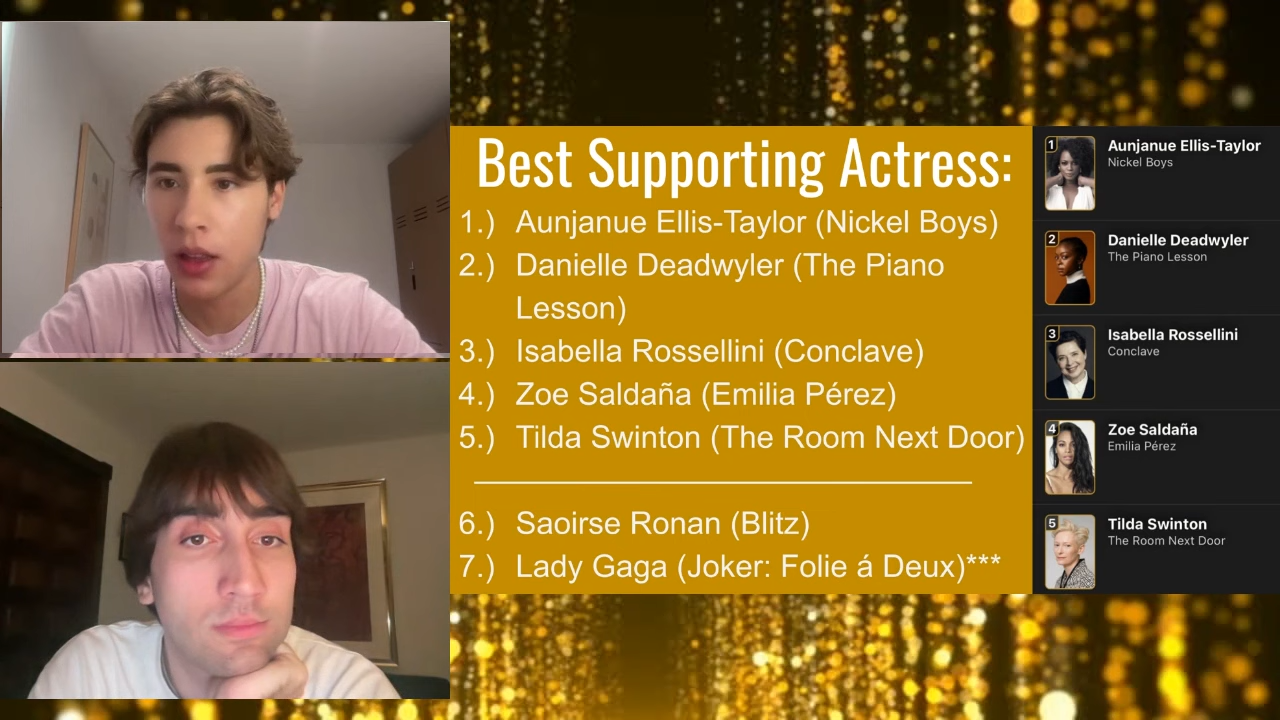 Best Supporting Actress:
1.) Aunjanue Ellis-Taylor (Nickel Boys)
2.) Danielle Deadwyler (The Piano
Lesson)
3.) Isabella Rossellini (Conclave)
4.) Zoe Saldaña (Emilia Pérez)
5.) Tilda Swinton (The Room Next Door)
6.) Saoirse Ronan (Blitz)
7.) Lady Gaga (Joker: Folie á Deux)***
1
Aunjanue Ellis-Taylor
Nickel Boys
2
Danielle Deadwyler
The Piano Lesson
3
Isabella Rossellini
Conclave
4
Zoe Saldaña
Emilia Pérez
5
Tilda Swinton
The Room Next Door